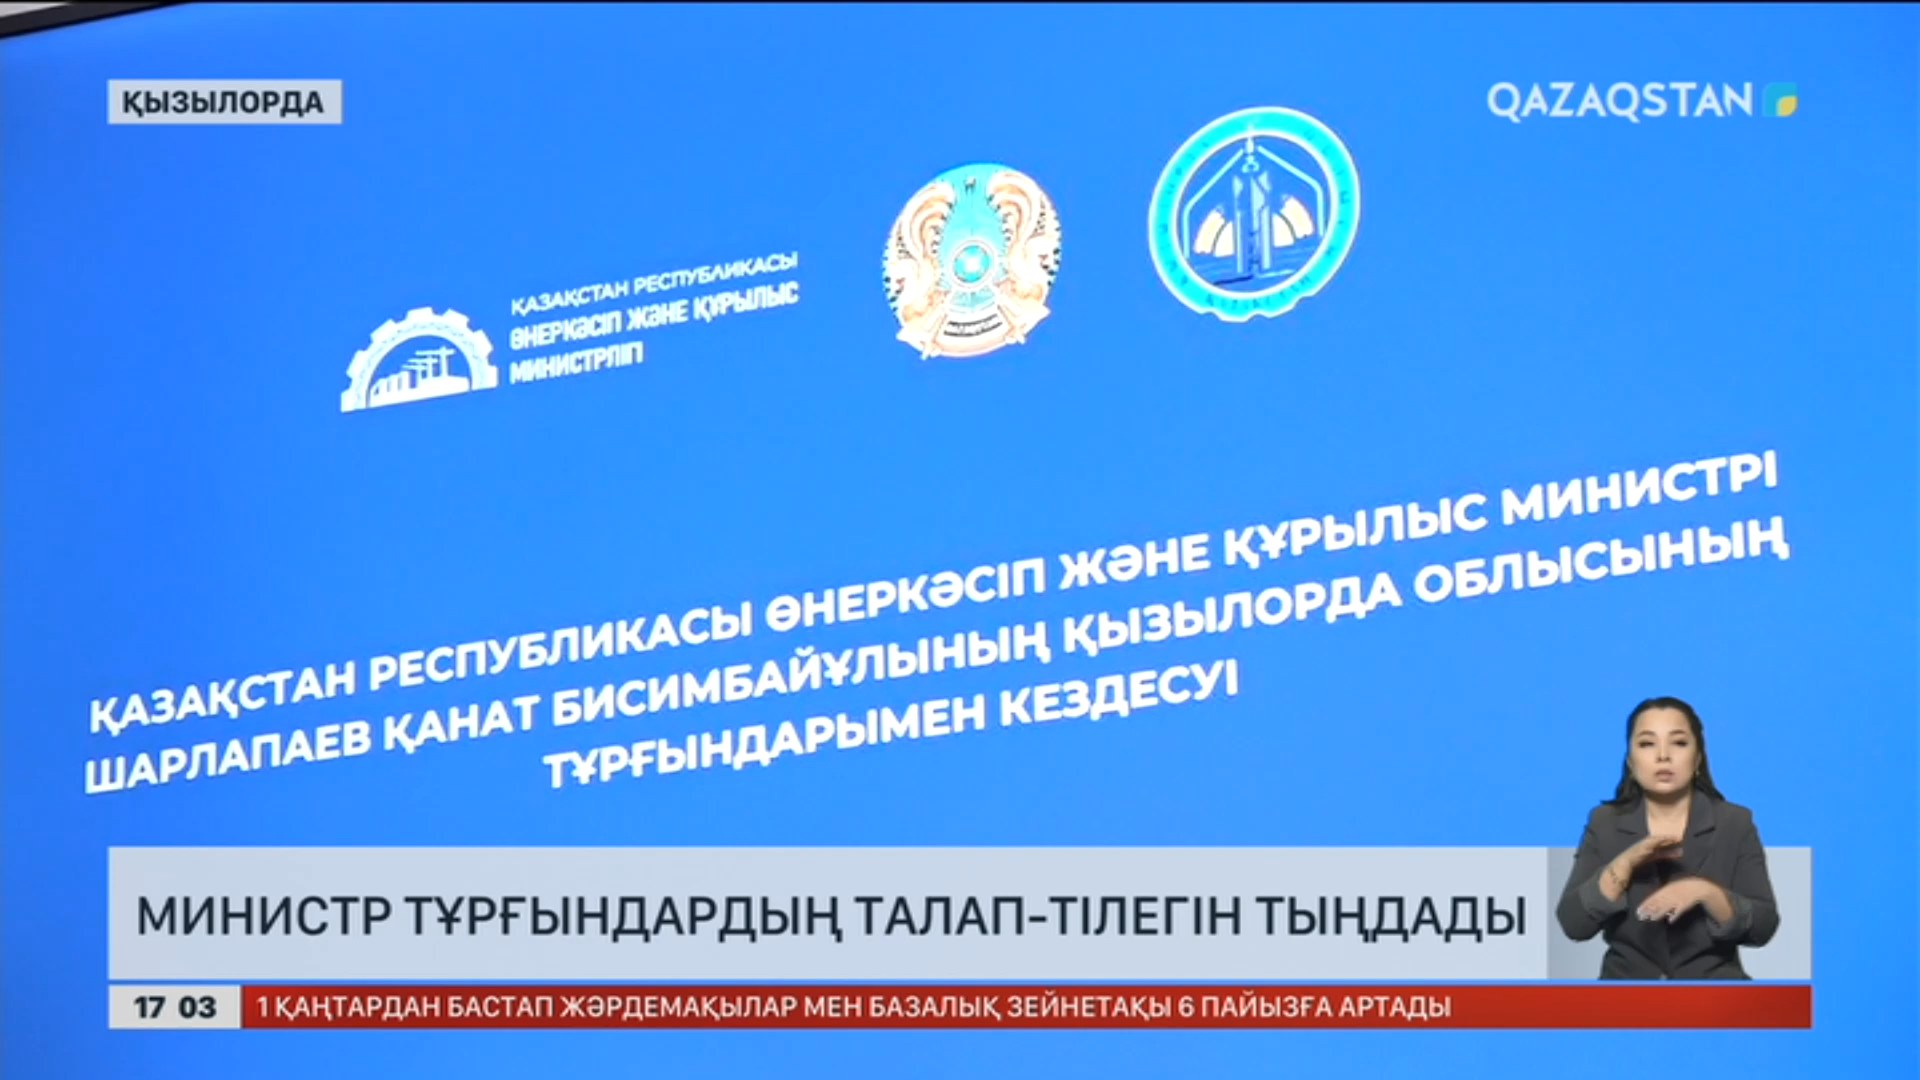 ҚЫЗЫЛОРДА
QAZAQSTAN
ҚАЗАҚСТАН РЕСПУБЛИКАСЫ
ӨНЕРКӘСІП ЖӘНЕ ҚҰРЫЛЫС
МИНИСТРЛІГІ
ҚАЗАҚСТАН РЕСПУБЛИКАСЫ ӨНЕРКӘСІП ЖӘНЕ ҚҰРЫЛЫС МИНИСТРІ
ШАРЛАПАЕВ ҚАНАТ БИСИМБАЙҰЛЫНЫҢ ҚЫЗЫЛОРДА ОБЛЫСЫНЫҢ
ТҰРҒЫНДАРЫМЕН КЕЗДЕСУІ
МИНИСТР ТҰРҒЫНДАРДЫҢ ТАЛАП-ТІЛЕГІН ТЫҢДАДЫ
17 03
1 ҚАҢТАРДАН БАСТАП ЖӘРДЕМАҚЫЛАР МЕН БАЗАЛЫҚ ЗЕЙНЕТАҚЫ 6 ПАЙЫЗҒА АРТАДЫ